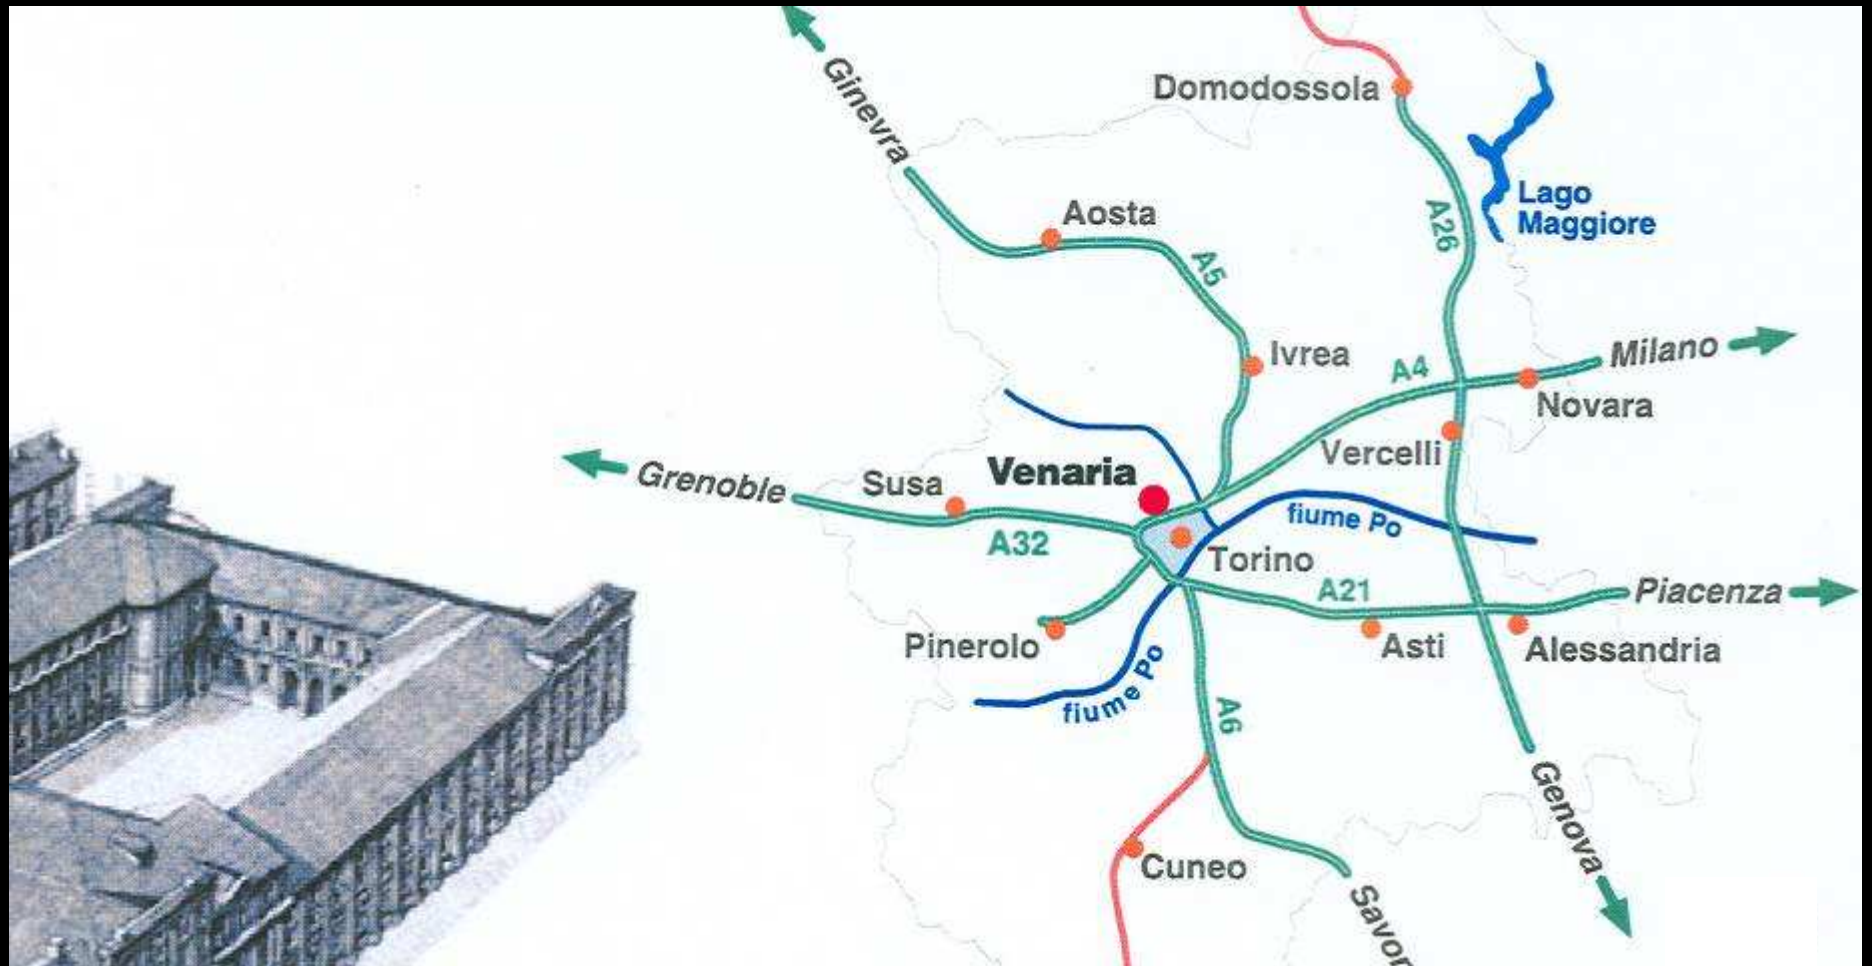 Ginevra
Domodossola
Aosta
Lago
Maggiore
A26
A5
Ivrea
Milano
A4
Novara
Vercelli
Venaria
Susa
Grenoble
fiume Po
A32
Torino
A21
Piacenza
Pinerolo
Asti
Alessandria
fiume Po
A6
Genova
Cuneo
Savor